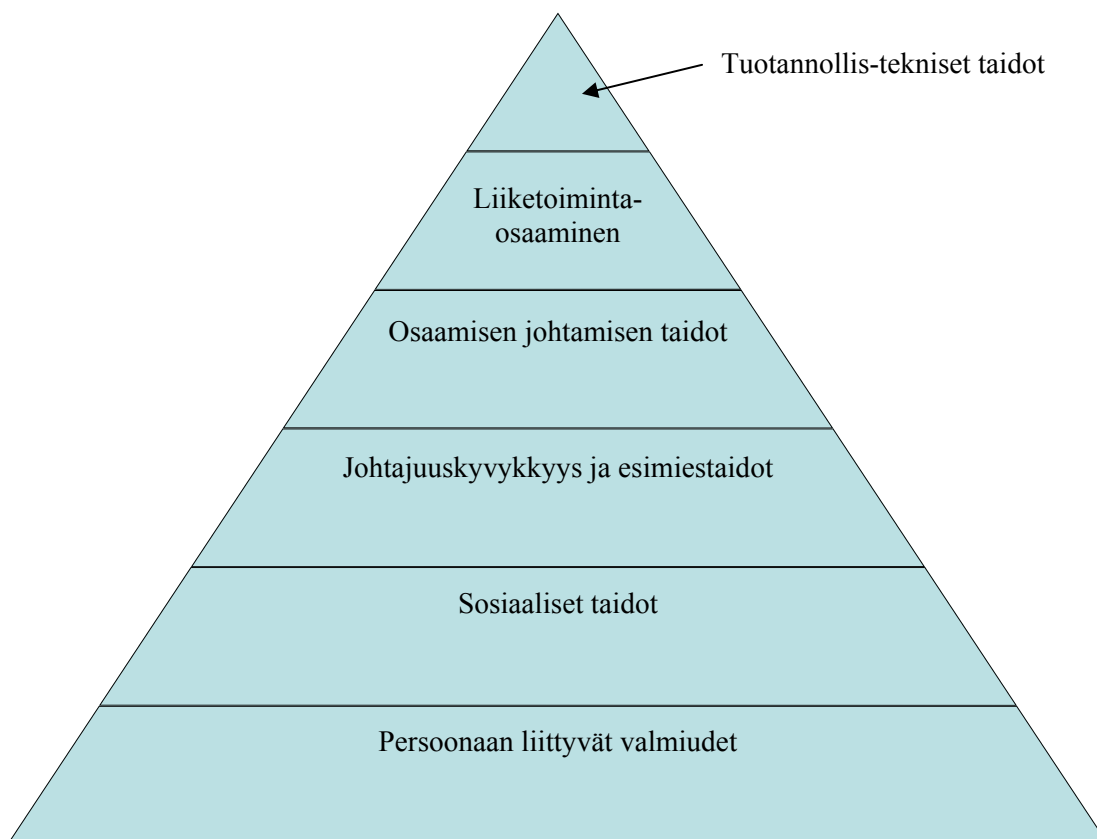 Tuotannollis-tekniset taidot
Liiketoiminta-
osaaminen
Osaamisen johtamisen taidot
Johtajuuskyvykkyys ja esimiestaidot
Sosiaaliset taidot
Persoonaan liittyvät valmiudet